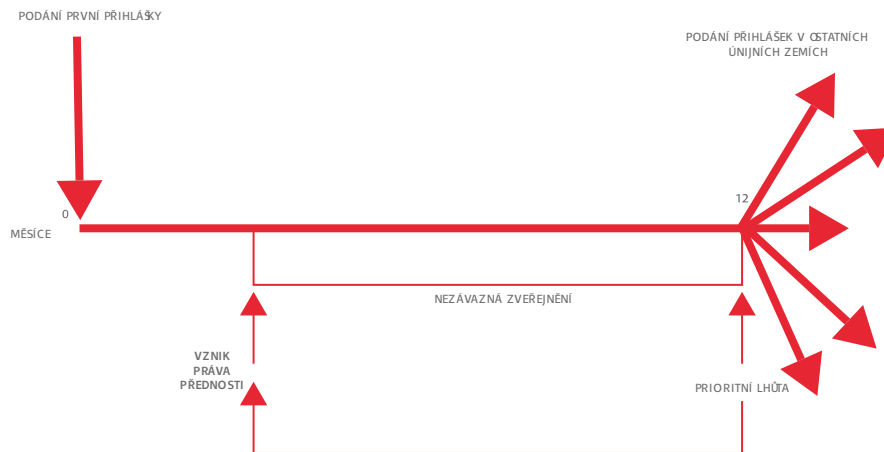 PODÁNÍ PRVNÍ PŘIHLÁŠKY
PODÁNÍ PŘIHLÁŠEK V OSTATNÍCH
ÚNIJNÍCH ZEMÍCH
12
0
MĚSÍCE
NEZÁVAZNÁ ZVEŘEJNĚNÍ
VZNIK
PRÁVA
PŘEDNOSTI
PRIORITNÍ LHŮTA